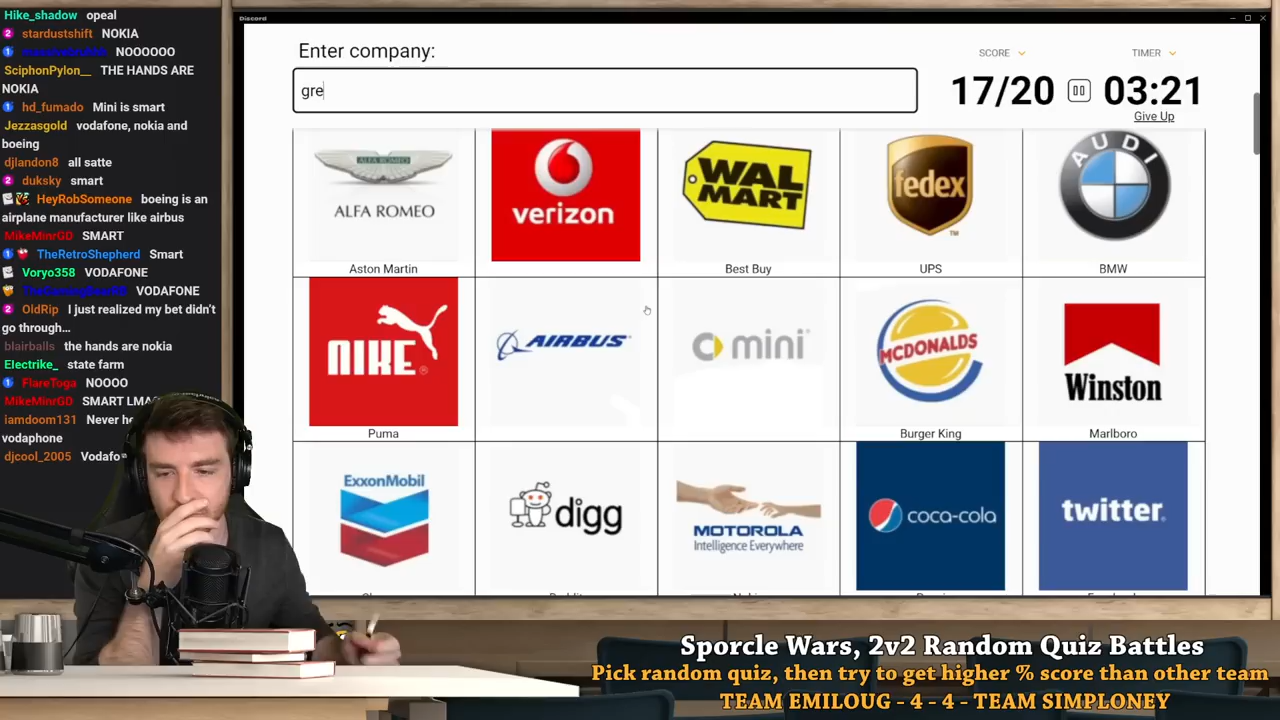 Discord
Hike_shadow opeal
stardustshift NOKIA
NOOOOOO
SciphonPylon__ THE HANDS ARE
NOKIA
hd_fumado Mini is smart
Jezzasgold vodafone, nokia and
boeing
djlandon8 all satte
duksky smart
HeyRobSomeone boeing is an
airplane manufacturer like airbus
MikeMinrGD SMART
TheRetroShepherd Smart
Voryo358 VODAFONE
VODAFONE
OldRip I just realized my bet didn't
go through...
blairballs the hands are nokia
Electrike_ state farm
FlareToga NOOOO
MikeMinrGD SMART
iamdoom131 Never
vodaphone
djcool_2005
Enter company:
gre
SCORE
TIMER
17/20
03:21
Give Up
ALFA ROMEO
ALFA ROMEO
Aston Martin
verizon
WAL
MART
Best Buy
fedex
TM
UPS
AUDI
BMW
NIKE
Puma
AIRBUS
mini
MCDONALDS
Burger King
Winston
Marlboro
ExxonMobil
digg
MOTOROLA
Intelligence Everywhere
coca-cola
twitter
Sporcle Wars, 2v2 Random Quiz Battles
Pick random quiz, then try to get higher % score than other team
TEAM EMILOUG - 4 - 4 - TEAM SIMPLONEY